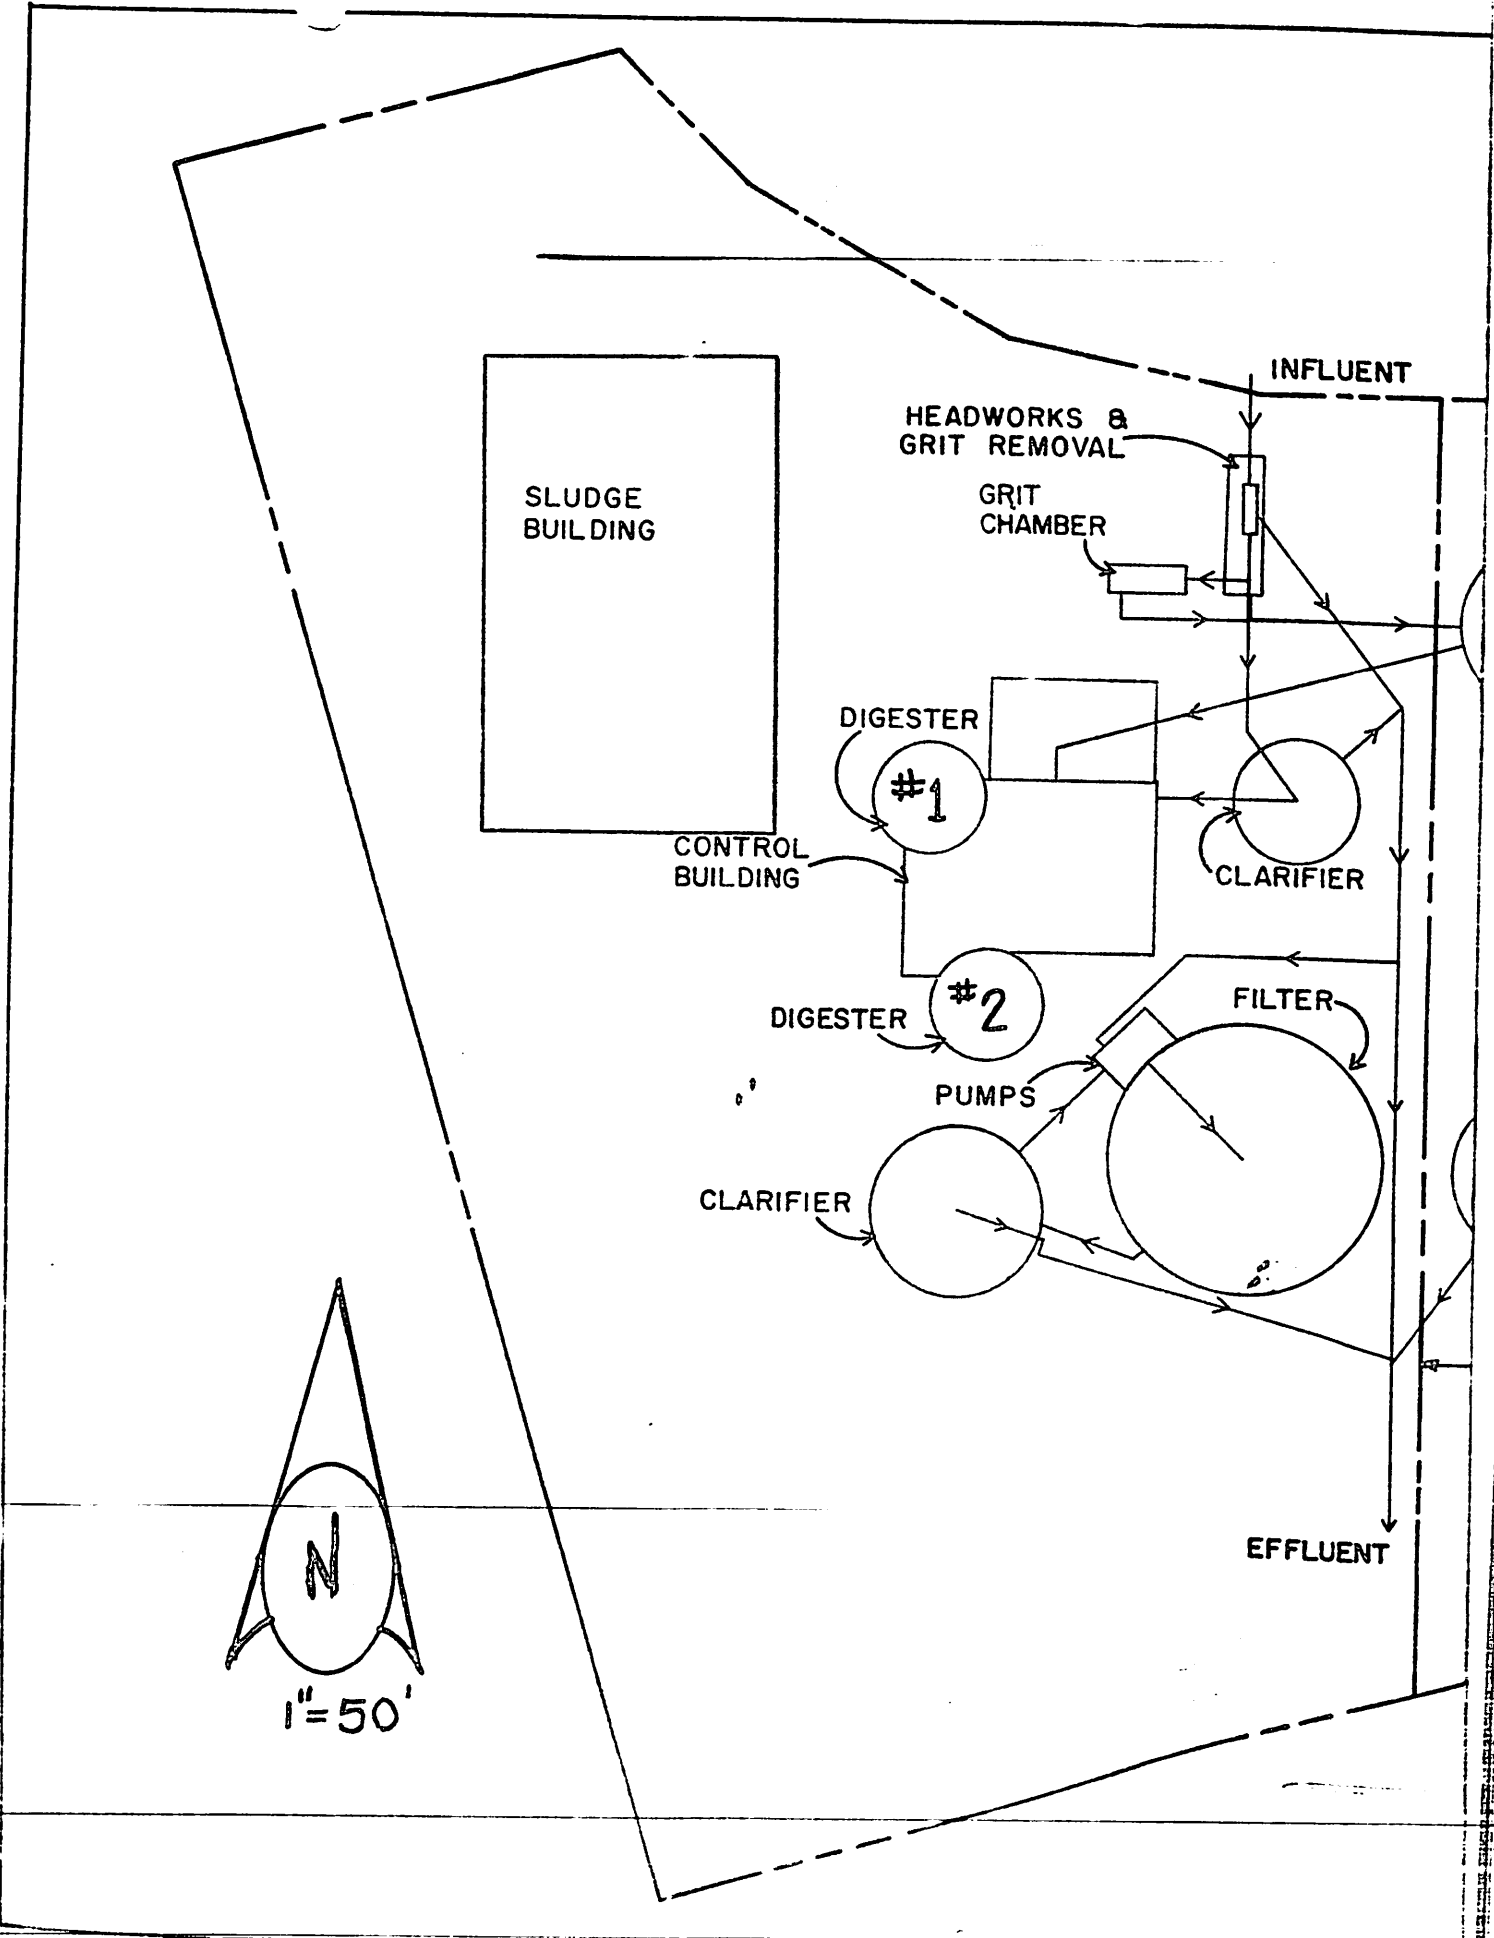 INFLUENT
HEADWORKS &
GRIT REMOVAL
GRIT
CHAMBER
SLUDGE
BUILDING
DIGESTER
#1
CONTROL
BUILDING
CLARIFIER
#2
DIGESTER
FILTER
PUMPS
CLARIFIER
EFFLUENT
N
1"=50'